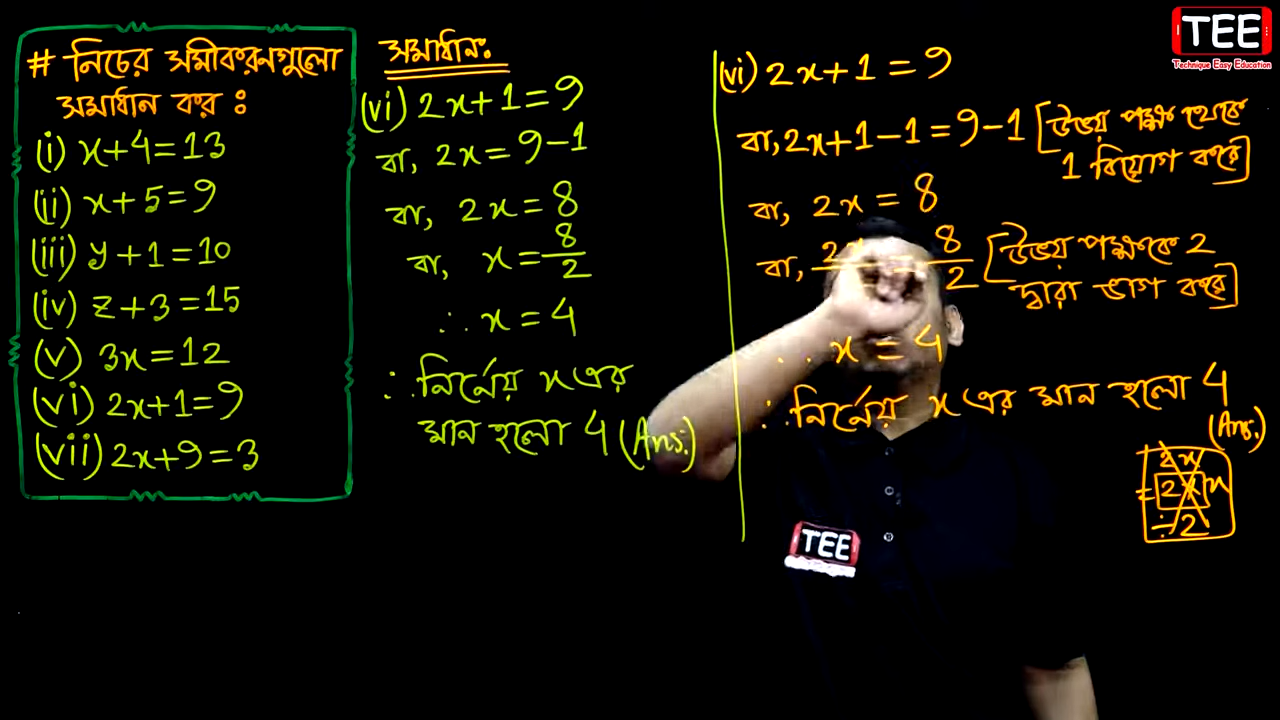 # নিচের সমীকরণগুলো
সমাধান কর :
(i) x+4=13
(ii) x+5=9
(iii) y+1=10
(iv) z+3=15
(v) 3x=12
(vi) 2x+1=9
(vii) 2x+9=3
সমাধান:
(vi) 2x+1=9
বা, 2x=9-1
বা, 2x=8
বা, x=8/2
∴ x=4
∴ নির্নেয় x এর
মান হলো 4 (Ans:)
(vi) 2x+1=9
বা, 2x+1-1=9-1 [উভয় পক্ষ থেকে
1 বিয়োগ করে]
বা, 2x=8
বা, 8/2 [উভয় পক্ষকে 2
দ্বারা ভাগ করে]
∴ x=4
∴ নির্নেয় x এর মান হলো 4
(Ans:)
TEE
Technique Easy Education
TEE